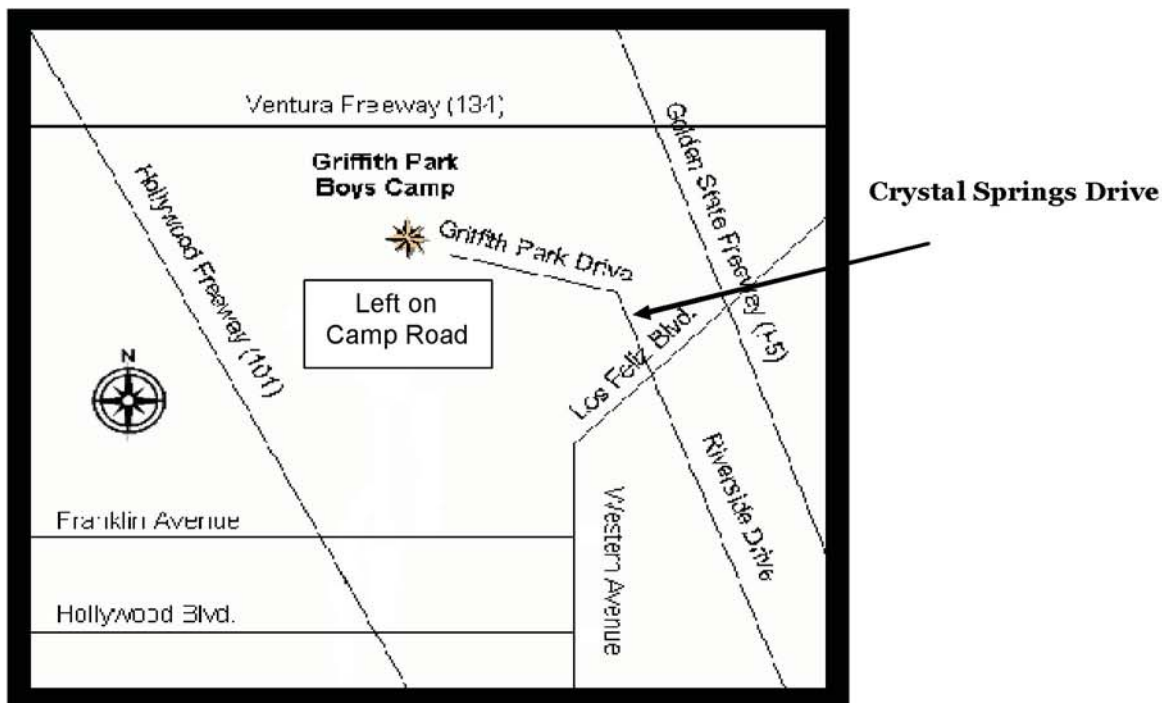 Ventura Freeway (134)
Griffith Park
Boys Camp
Hollywood Freeway (101)
Griffith Park Drive
Golden State Freeway (I-5)
Crystal Springs Drive
Left on
Camp Road
Los Feliz Blvd.
N
Riverside Drive
Franklin Avenue
Western Avenue
Hollywood Blvd.